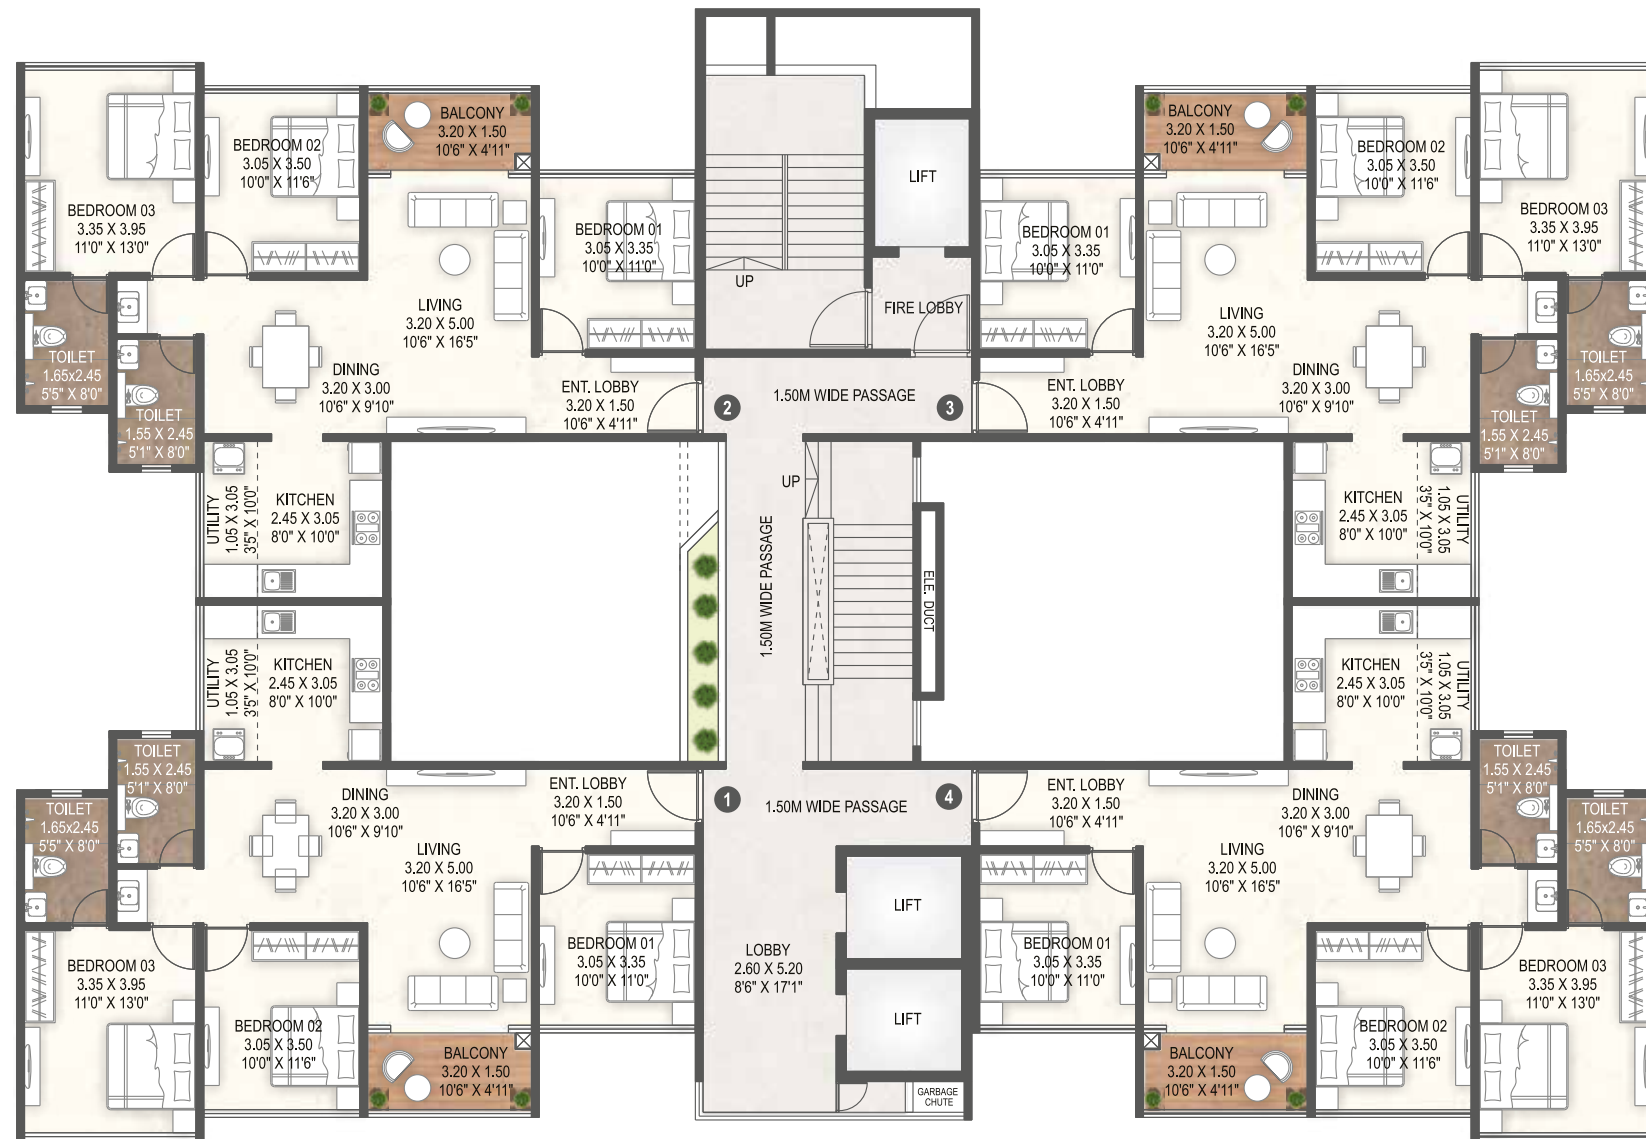 BEDROOM 03
3.35 X 3.95
11'0" X 13'0"
BEDROOM 02
3.05 X 3.50
10'0" X 11'6"
BALCONY
3.20 X 1.50
10'6" X 4'11"
BEDROOM 01
3.05 X 3.35
10'0" X 11'0"
LIVING
3.20 X 5.00
10'6" X 16'5"
DINING
3.20 X 3.00
10'6" X 9'10"
ENT. LOBBY
3.20 X 1.50
10'6" X 4'11"
TOILET
1.65x2.45
5'5" X 8'0"
TOILET
1.55 X 2.45
5'1" X 8'0"
UTILITY
1.05 X 3.05
3'5" X 10'0"
KITCHEN
2.45 X 3.05
8'0" X 10'0"
2
UP
LIFT
FIRE LOBBY
1.50M WIDE PASSAGE
3
BEDROOM 01
3.05 X 3.35
10'0" X 11'0"
BALCONY
3.20 X 1.50
10'6" X 4'11"
BEDROOM 02
3.05 X 3.50
10'0" X 11'6"
BEDROOM 03
3.35 X 3.95
11'0" X 13'0"
LIVING
3.20 X 5.00
10'6" X 16'5"
ENT. LOBBY
3.20 X 1.50
10'6" X 4'11"
DINING
3.20 X 3.00
10'6" X 9'10"
TOILET
1.65x2.45
5'5" X 8'0"
TOILET
1.55 X 2.45
5'1" X 8'0"
KITCHEN
2.45 X 3.05
8'0" X 10'0"
UTILITY
1.05 X 3.05
3'5" X 10'0"
UP
1.50M WIDE PASSAGE
ELE. DUCT
UTILITY
1.05 X 3.05
3'5" X 10'0"
KITCHEN
2.45 X 3.05
8'0" X 10'0"
TOILET
1.55 X 2.45
5'1" X 8'0"
TOILET
1.65x2.45
5'5" X 8'0"
DINING
3.20 X 3.00
10'6" X 9'10"
ENT. LOBBY
3.20 X 1.50
10'6" X 4'11"
LIVING
3.20 X 5.00
10'6" X 16'5"
BEDROOM 03
3.35 X 3.95
11'0" X 13'0"
BEDROOM 02
3.05 X 3.50
10'0" X 11'6"
BALCONY
3.20 X 1.50
10'6" X 4'11"
BEDROOM 01
3.05 X 3.35
10'0" X 11'0"
1
1.50M WIDE PASSAGE
4
LIFT
LOBBY
2.60 X 5.20
8'6" X 17'1"
LIFT
GARBAGE
CHUTE
KITCHEN
2.45 X 3.05
8'0" X 10'0"
UTILITY
1.05 X 3.05
3'5" X 10'0"
TOILET
1.55 X 2.45
5'1" X 8'0"
TOILET
1.65x2.45
5'5" X 8'0"
ENT. LOBBY
3.20 X 1.50
10'6" X 4'11"
DINING
3.20 X 3.00
10'6" X 9'10"
LIVING
3.20 X 5.00
10'6" X 16'5"
BEDROOM 01
3.05 X 3.35
10'0" X 11'0"
BALCONY
3.20 X 1.50
10'6" X 4'11"
BEDROOM 02
3.05 X 3.50
10'0" X 11'6"
BEDROOM 03
3.35 X 3.95
11'0" X 13'0"